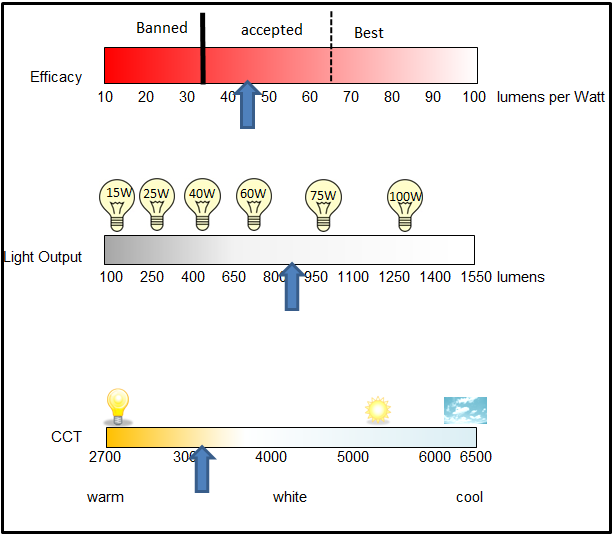 Banned accepted Best
Efficacy
10 20 30 40 50 60 70 80 90 100 lumens per Watt
15W 25W 40W 60W 75W 100W
Light Output
100 250 400 650 800 950 1100 1250 1400 1550 lumens
CCT
2700 4000 5000 6000 6500
warm white cool